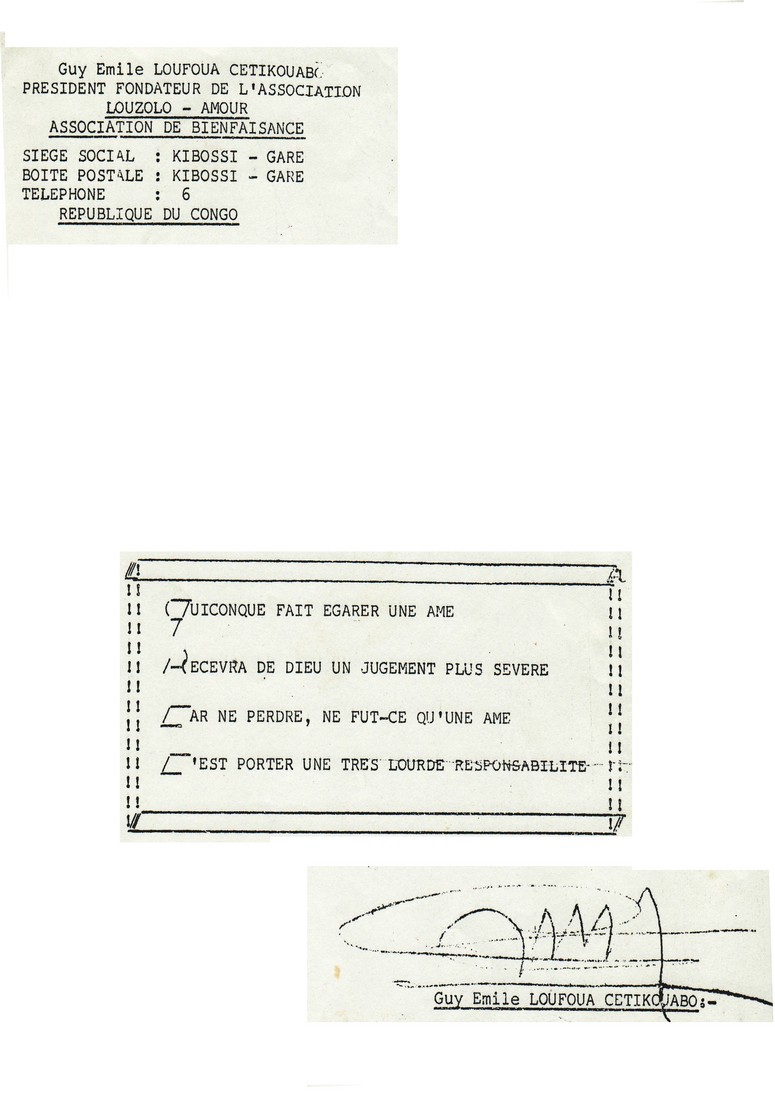 Guy Emile LOUFOUA CETIKOUABO
PRESIDENT FONDATEUR DE L'ASSOCIATION
LOUZOLO - AMOUR
ASSOCIATION DE BIENFAISANCE
SIEGE SOCIAL : KIBOSSI - GARE
BOITE POSTALE : KIBOSSI - GARE
TELEPHONE : 6
REPUBLIQUE DU CONGO
QUICONQUE FAIT EGARER UNE AME
RECEVRA DE DIEU UN JUGEMENT PLUS SEVERE
CAR NE PERDRE, NE FUT-CE QU'UNE AME
C'EST PORTER UNE TRES LOURDE RESPONSABILITE
Guy Emile LOUFOUA CETIKOUABO;-